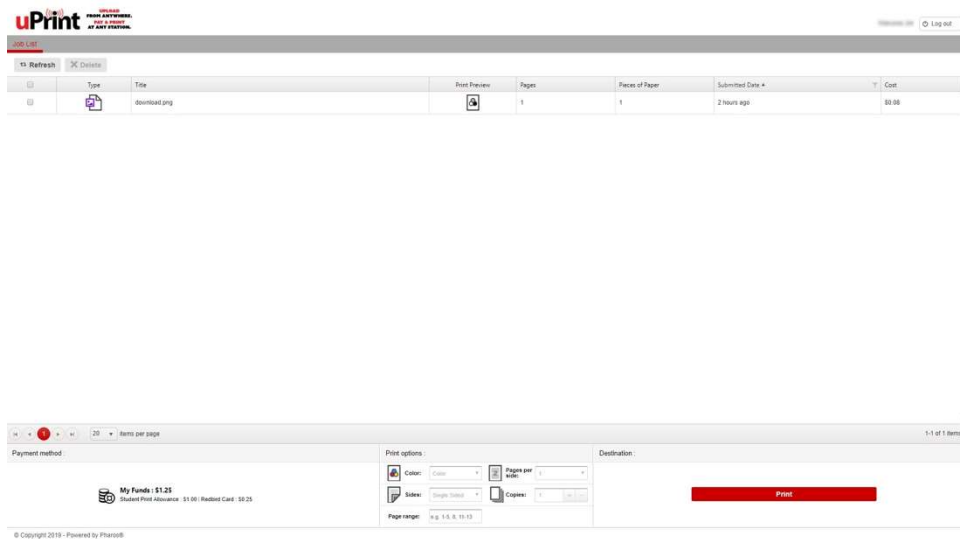 uPrint UPLOAD
FROM ANYWHERE.
PAY & PRINT
AT ANY STATION.
Log out
Job List
Refresh Delete
Type Title Print Preview Pages Pieces of Paper Submitted Date Cost
download.png 1 1 2 hours ago $0.08
1 20 items per page 1-1 of 1 items
Payment method : Print options : Destination :
Color: Color Pages per side: 1
My Funds : $1.25
Student Print Allowance : $1.00 | Redbird Card : $0.25
Sides: Single Sided Copies: 1
Print
Page range: e.g. 1-5, 8, 11-13
© Copyright 2019 - Powered by Pharos®